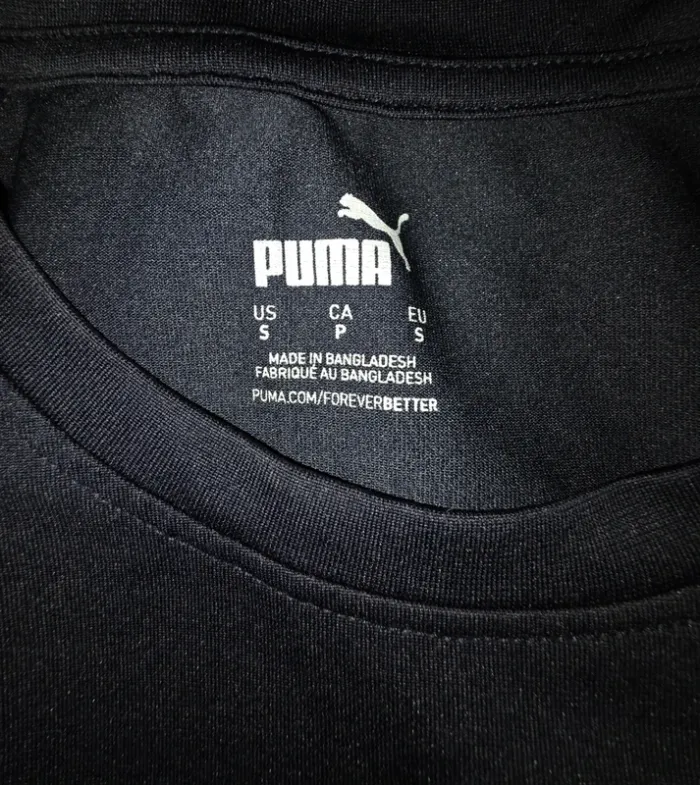 PUMA
US CA EU
S P S
MADE IN BANGLADESH
FABRIQUÉ AU BANGLADESH
PUMA.COM/FOREVERBETTER